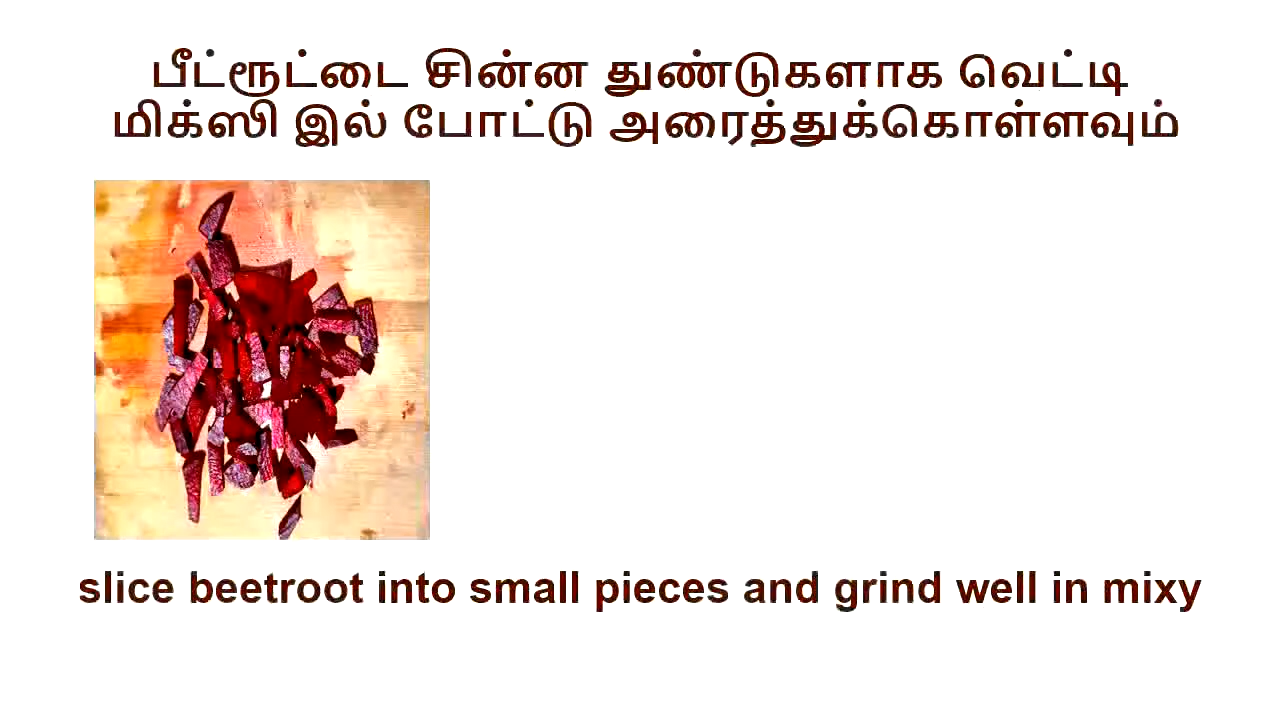 பீட்ரூட்டை சின்ன துண்டுகளாக வெட்டி
மிக்ஸி இல் போட்டு அரைத்துக்கொள்ளவும்
slice beetroot into small pieces and grind well in mixy